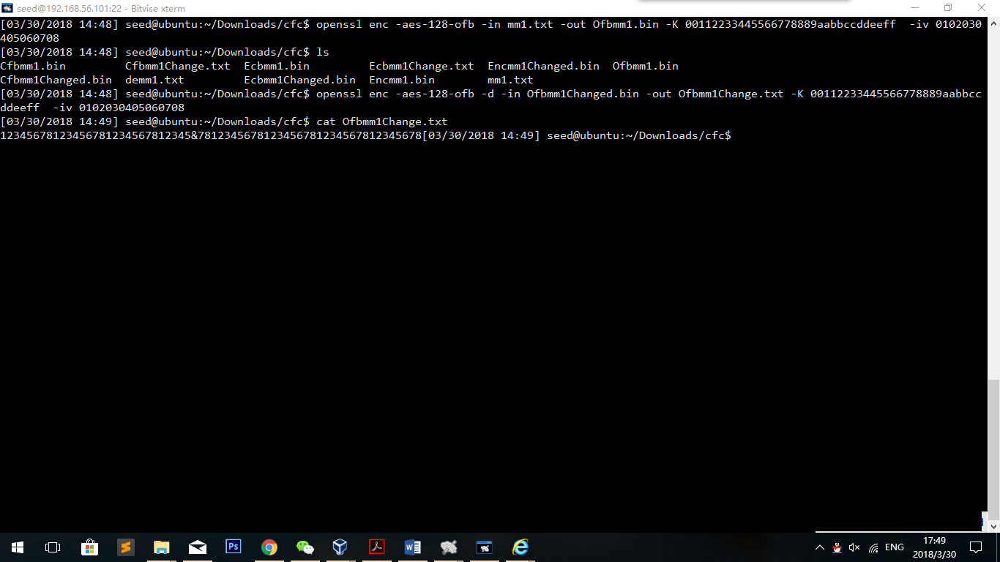 seed@192.168.56.101:22 - Bitvise xterm
[03/30/2018 14:48] seed@ubuntu:~/Downloads/cfc$ openssl enc -aes-128-ofb -in mm1.txt -out Ofbmm1.bin -K 00112233445566778889aabbccddeeff  -iv 0102030
405060708
[03/30/2018 14:48] seed@ubuntu:~/Downloads/cfc$ ls
Cfbmm1.bin         Cfbmm1Change.txt  Ecbmm1.bin         Ecbmm1Change.txt  Encmm1Changed.bin  Ofbmm1.bin
Cfbmm1Changed.bin  demm1.txt         Ecbmm1Changed.bin  Encmm1.bin        mm1.txt
[03/30/2018 14:48] seed@ubuntu:~/Downloads/cfc$ openssl enc -aes-128-ofb -d -in Ofbmm1Changed.bin -out Ofbmm1Change.txt -K 00112233445566778889aabbcc
ddeeff  -iv 0102030405060708
[03/30/2018 14:49] seed@ubuntu:~/Downloads/cfc$ cat Ofbmm1Change.txt
12345678123456781234567812345&7812345678123456781234567812345678[03/30/2018 14:49] seed@ubuntu:~/Downloads/cfc$
Ps
ENG
17:49
2018/3/30